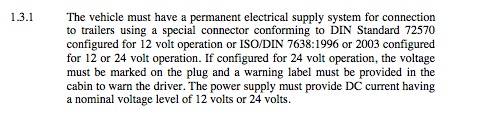 1.3.1 The vehicle must have a permanent electrical supply system for connection
to trailers using a special connector conforming to DIN Standard 72570
configured for 12 volt operation or ISO/DIN 7638:1996 or 2003 configured
for 12 or 24 volt operation. If configured for 24 volt operation, the voltage
must be marked on the plug and a warning label must be provided in the
cabin to warn the driver. The power supply must provide DC current having
a nominal voltage level of 12 volts or 24 volts.